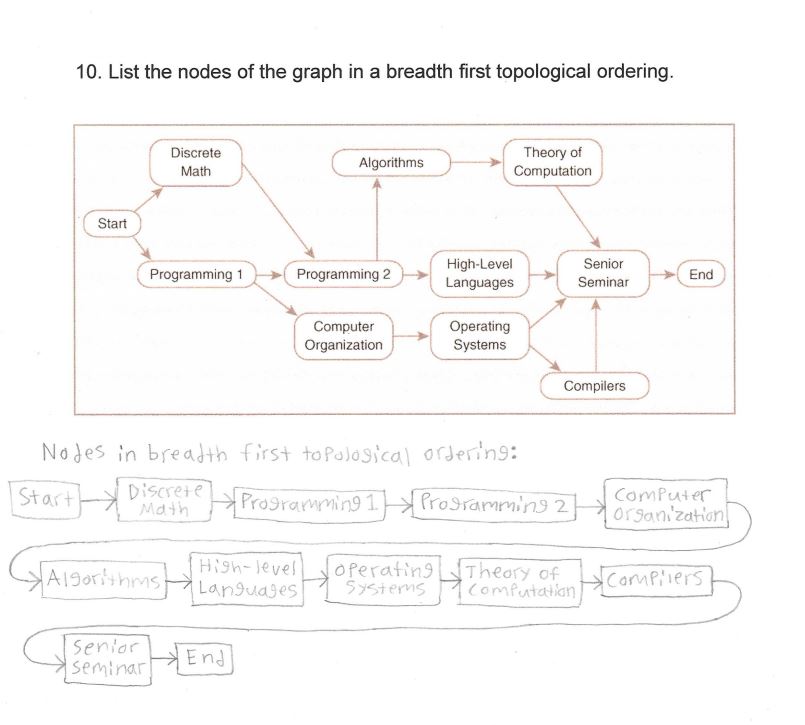 10. List the nodes of the graph in a breadth first topological ordering.
Discrete
Math
Algorithms
Theory of
Computation
Start
Programming 1
Programming 2
High-Level
Languages
Senior
Seminar
End
Computer
Organization
Operating
Systems
Compilers
Nodes in breadth first topological ordering:
Start
Discrete
Math
Programming 1
Programming 2
Computer
Organization
Algorithms
High-level
Languages
Operating
Systems
Theory of
Computation
Compilers
Senior
Seminar
End